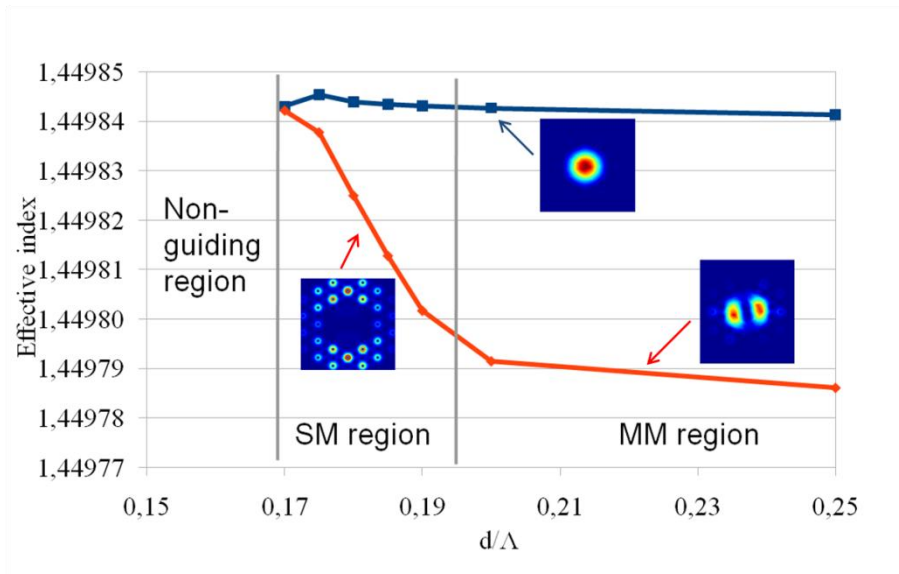 1,44985
1,44984
1,44983
1,44982
1,44981
1,44980
1,44979
1,44978
1,44977
Effective index
Non-
guiding
region
SM region
MM region
0,15
0,17
0,19
0,21
0,23
0,25
d/Λ